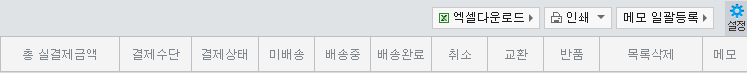 엑셀다운로드 인쇄 메모 일괄등록 설정
총 실결제금액 결제수단 결제상태 미배송 배송중 배송완료 취소 교환 반품 목록삭제 메모